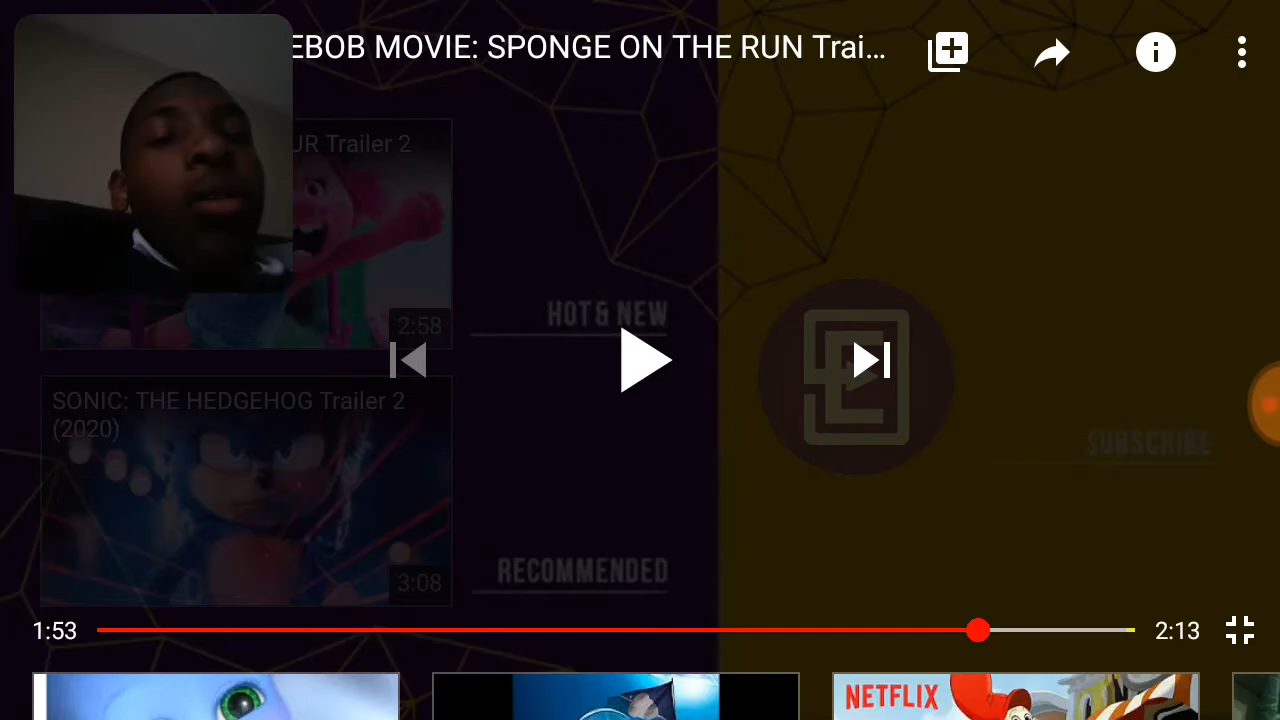 EBOB MOVIE: SPONGE ON THE RUN Trai...
UR Trailer 2
2:58
HOT & NEW
SONIC: THE HEDGEHOG Trailer 2
(2020)
3:08
RECOMMENDED
SUBSCRIBE
1:53
2:13
NETFLIX